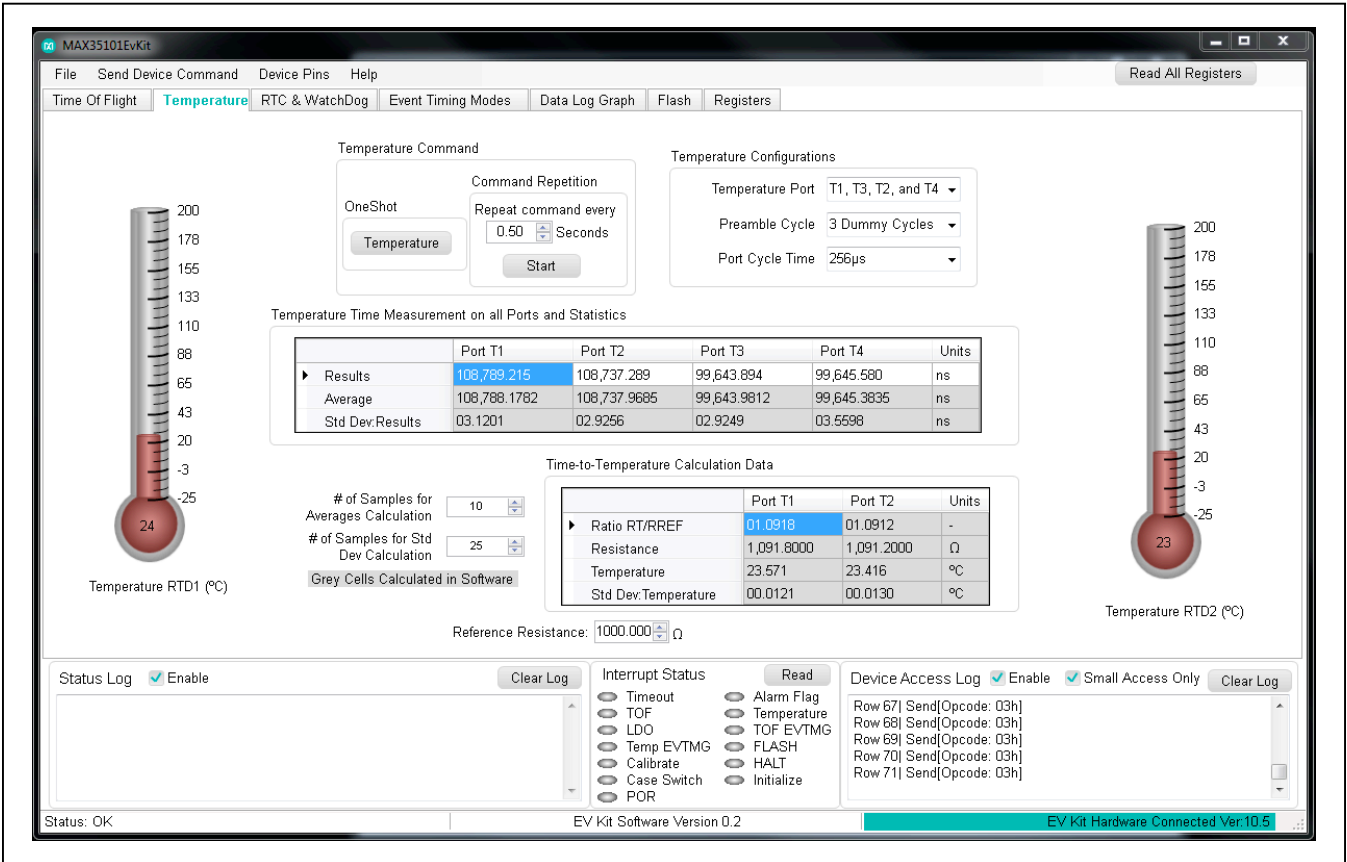 MAX35101EvKit
File Send Device Command Device Pins Help Read All Registers
Time Of Flight Temperature RTC & WatchDog Event Timing Modes Data Log Graph Flash Registers
Temperature Command
OneShot
Temperature
Command Repetition
Repeat command every
0.50 Seconds
Start
Temperature Configurations
Temperature Port T1, T3, T2, and T4
Preamble Cycle 3 Dummy Cycles
Port Cycle Time 256µs
200
178
155
133
110
88
65
43
20
-3
-25
24
Temperature RTD1 (ºC)
Temperature Time Measurement on all Ports and Statistics
Port T1 Port T2 Port T3 Port T4 Units
Results 108,789.215 108,737.289 99,643.894 99,645.580 ns
Average 108,788.1782 108,737.9685 99,643.9812 99,645.3835 ns
Std Dev:Results 03.1201 02.9256 02.9249 03.5598 ns
# of Samples for
Averages Calculation
10
# of Samples for Std
Dev Calculation
25
Grey Cells Calculated in Software
Time-to-Temperature Calculation Data
Port T1 Port T2 Units
Ratio RT/RREF 01.0918 01.0912 -
Resistance 1,091.8000 1,091.2000 Ω
Temperature 23.571 23.416 ºC
Std Dev:Temperature 00.0121 00.0130 ºC
Reference Resistance: 1000.000 Ω
200
178
155
133
110
88
65
43
20
-3
-25
23
Temperature RTD2 (ºC)
Status Log Enable Clear Log
Interrupt Status Read
Timeout Alarm Flag
TOF Temperature
LDO TOF EVTMG
Temp EVTMG FLASH
Calibrate HALT
Case Switch Initialize
POR
Device Access Log Enable Small Access Only Clear Log
Row 67| Send[Opcode: 03h]
Row 68| Send[Opcode: 03h]
Row 69| Send[Opcode: 03h]
Row 70| Send[Opcode: 03h]
Row 71| Send[Opcode: 03h]
Status: OK EV Kit Software Version 0.2 EV Kit Hardware Connected Ver:10.5